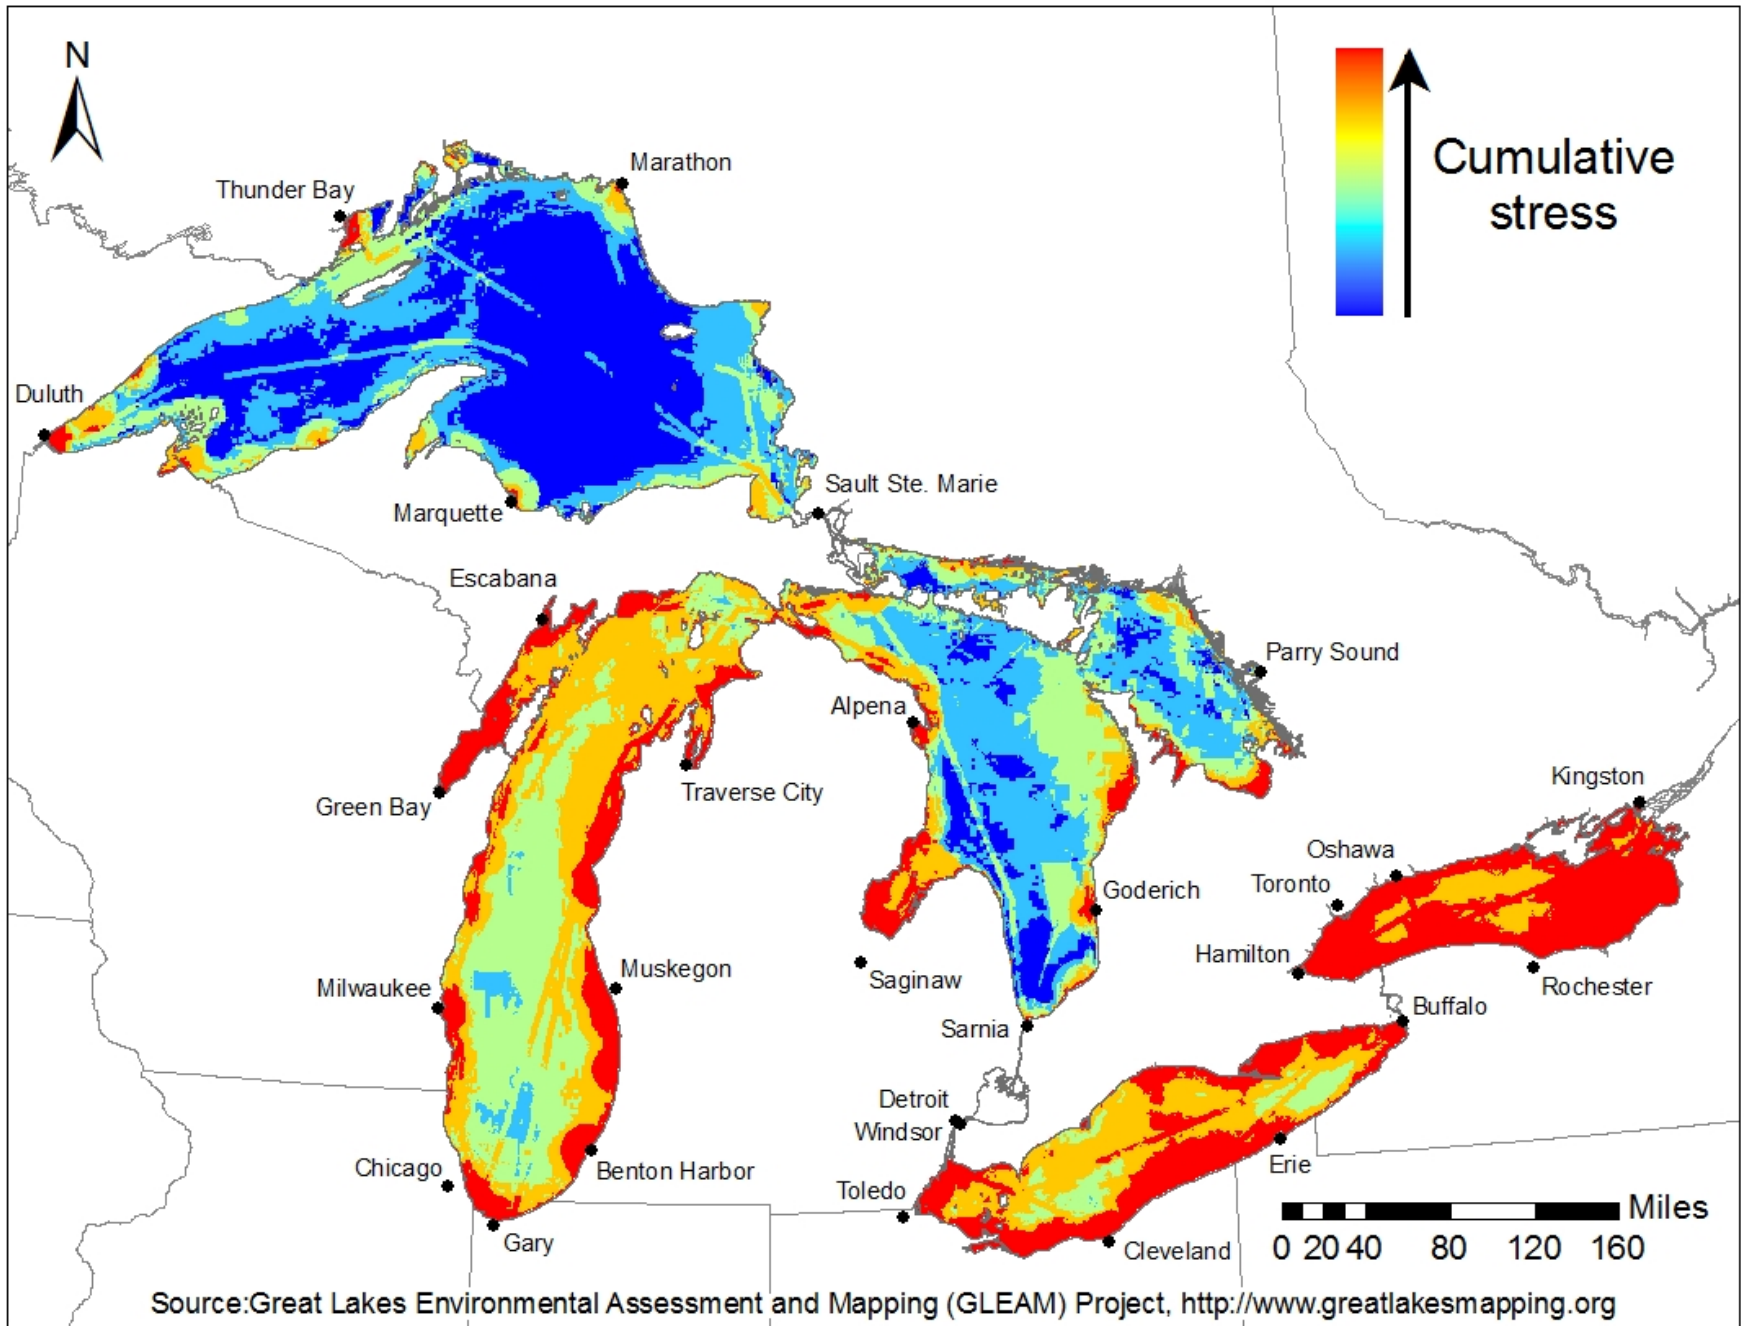 N
Cumulative
stress
Marathon
Thunder Bay
Duluth
Sault Ste. Marie
Marquette
Escabana
Parry Sound
Alpena
Kingston
Traverse City
Green Bay
Oshawa
Toronto
Goderich
Hamilton
Muskegon
Saginaw
Milwaukee
Rochester
Buffalo
Sarnia
Detroit
Windsor
Chicago
Benton Harbor
Erie
Toledo
Miles
Gary
Cleveland
0 20 40 80 120 160
Source:Great Lakes Environmental Assessment and Mapping (GLEAM) Project, http://www.greatlakesmapping.org